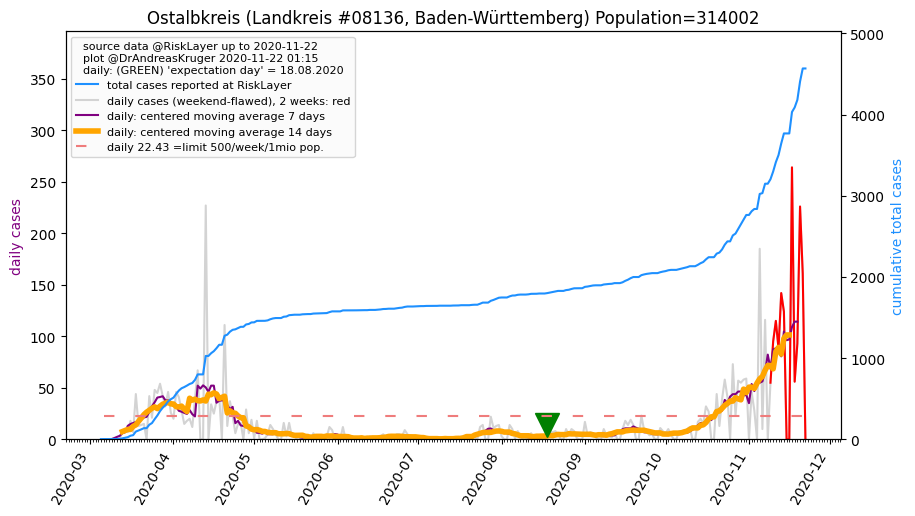 Ostalbkreis (Landkreis #08136, Baden-Württemberg) Population=314002
source data @RiskLayer up to 2020-11-22
plot @DrAndreasKruger 2020-11-22 01:15
daily: (GREEN) 'expectation day' = 18.08.2020
total cases reported at RiskLayer
daily cases (weekend-flawed), 2 weeks: red
daily: centered moving average 7 days
daily: centered moving average 14 days
daily 22.43 =limit 500/week/1mio pop.
daily cases
350
300
250
200
150
100
50
0
cumulative total cases
5000
4000
3000
2000
1000
0
2020-03
2020-04
2020-05
2020-06
2020-07
2020-08
2020-09
2020-10
2020-11
2020-12